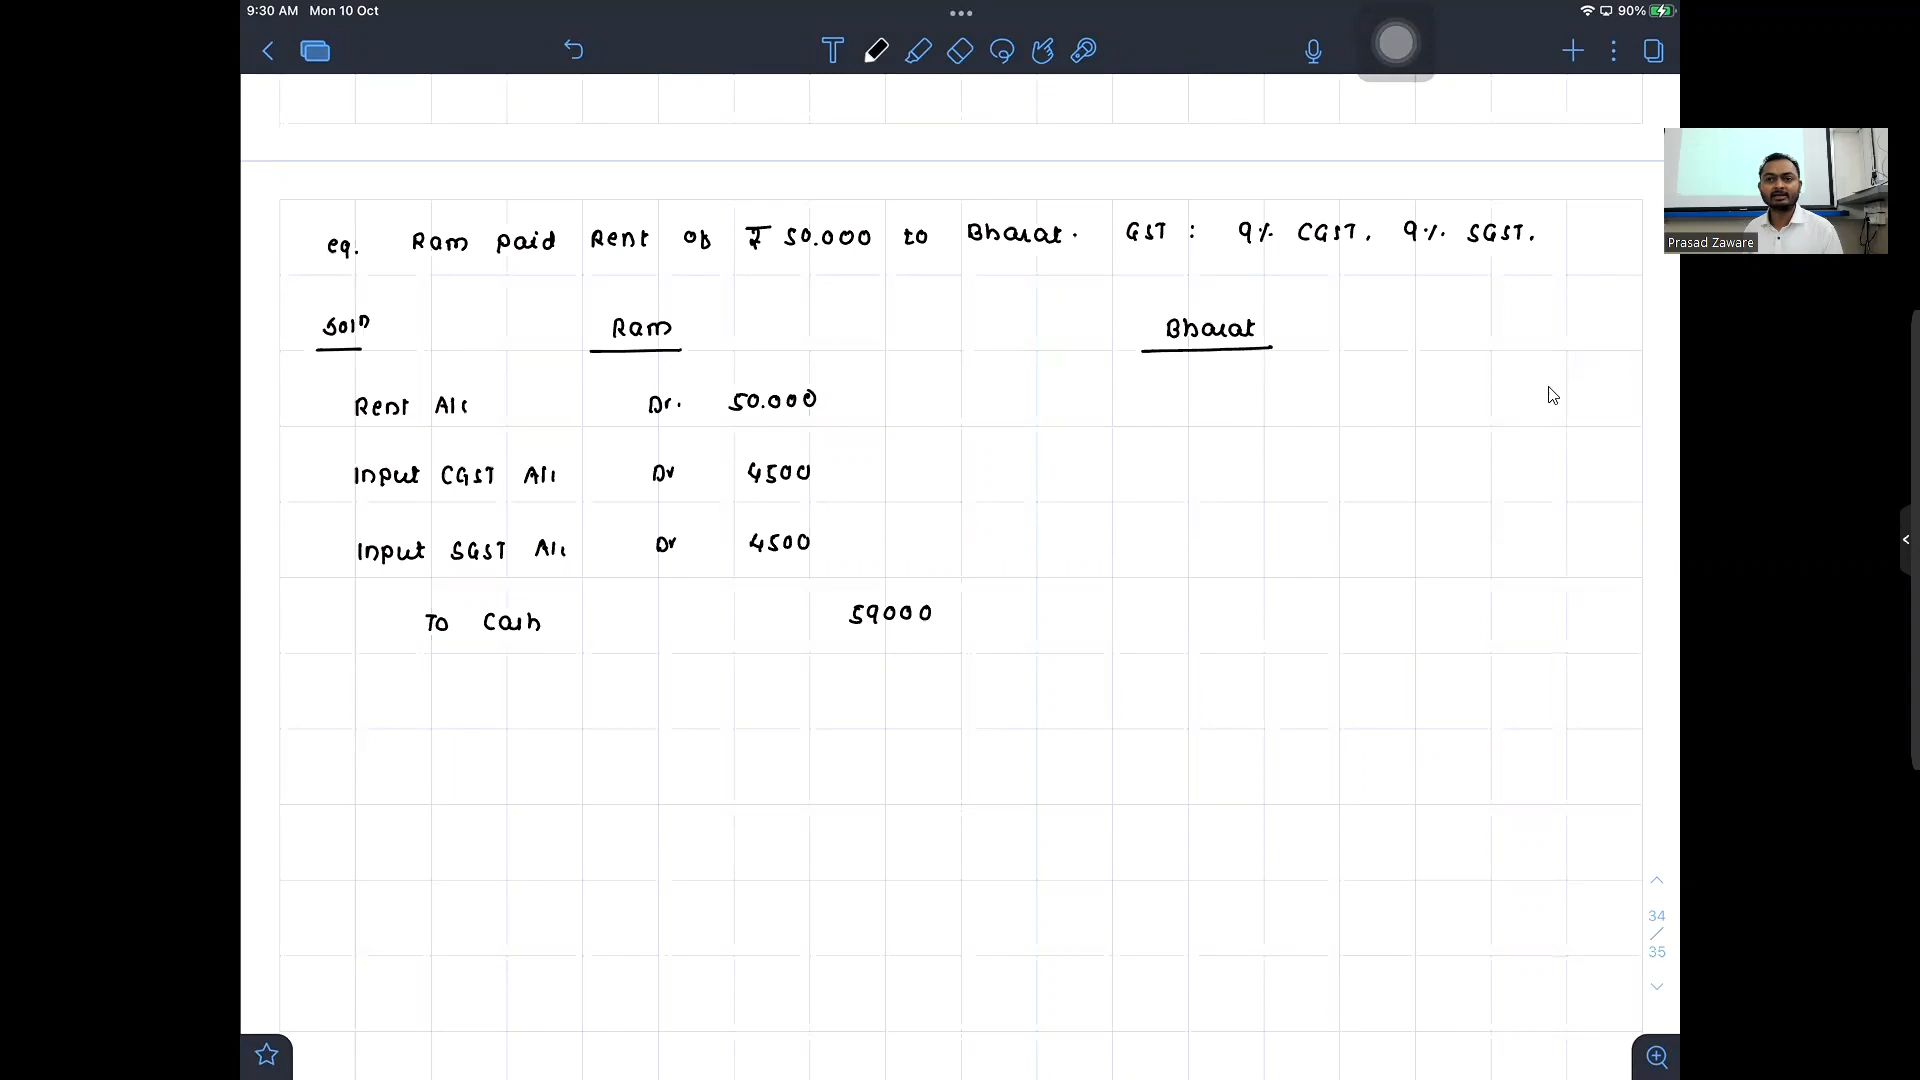 9:30 AM Mon 10 Oct
90%
eg. Ram paid Rent of ₹ 50.000 to Bharat. GST : 9% CGST, 9% SGST.
Prasad Zaware
Soln Ram Bharat
Rent A/c Dr. 50.000
Input CGST A/c Dr 4500
Input SGST A/c Dr 4500
To Cash 59000
34
/
35